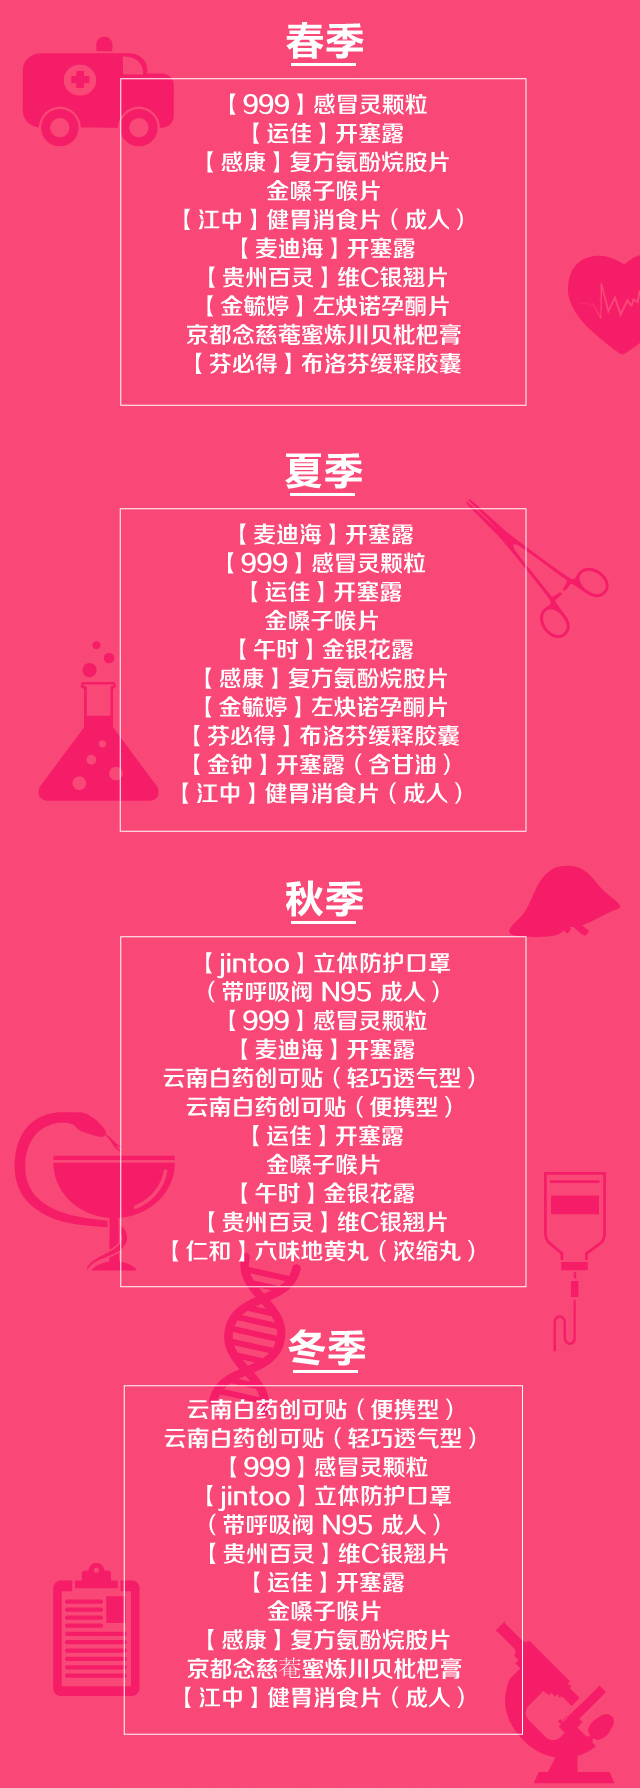 春季
【999】感冒灵颗粒
【运佳】开塞露
【感康】复方氨酚烷胺片
金嗓子喉片
【江中】健胃消食片（成人）
【麦迪海】开塞露
【贵州百灵】维C银翘片
【金毓婷】左炔诺孕酮片
京都念慈菴蜜炼川贝枇杷膏
【芬必得】布洛芬缓释胶囊
夏季
【麦迪海】开塞露
【999】感冒灵颗粒
【运佳】开塞露
金嗓子喉片
【午时】金银花露
【感康】复方氨酚烷胺片
【金毓婷】左炔诺孕酮片
【芬必得】布洛芬缓释胶囊
【金钟】开塞露（含甘油）
【江中】健胃消食片（成人）
秋季
【jintoo】立体防护口罩
（带呼吸阀 N95 成人）
【999】感冒灵颗粒
【麦迪海】开塞露
云南白药创可贴（轻巧透气型）
云南白药创可贴（便携型）
【运佳】开塞露
金嗓子喉片
【午时】金银花露
【贵州百灵】维C银翘片
【仁和】六味地黄丸（浓缩丸）
冬季
云南白药创可贴（便携型）
云南白药创可贴（轻巧透气型）
【999】感冒灵颗粒
【jintoo】立体防护口罩
（带呼吸阀 N95 成人）
【贵州百灵】维C银翘片
【运佳】开塞露
金嗓子喉片
【感康】复方氨酚烷胺片
京都念慈菴蜜炼川贝枇杷膏
【江中】健胃消食片（成人）